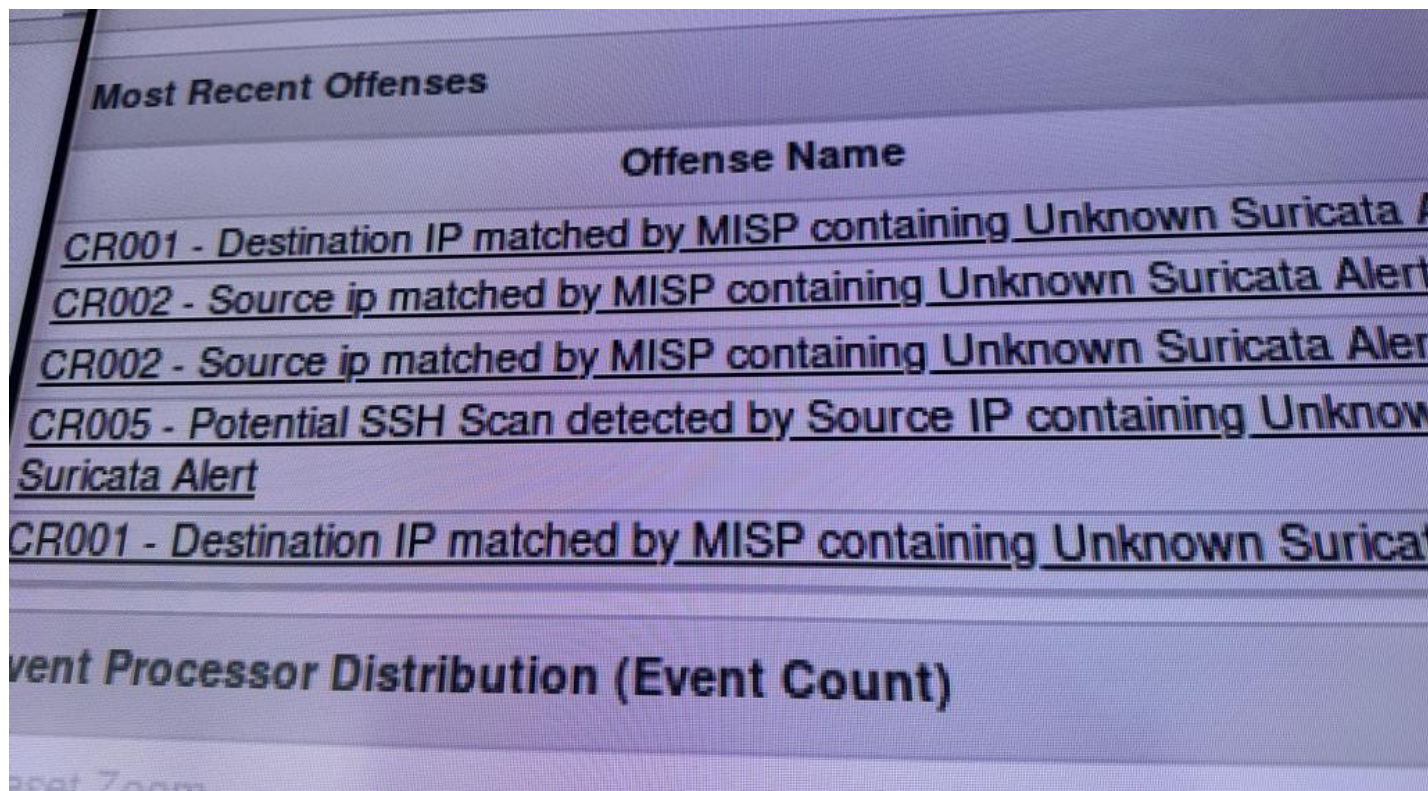 Most Recent Offenses
Offense Name
CR001 - Destination IP matched by MISP containing Unknown Suricata
CR002 - Source ip matched by MISP containing Unknown Suricata Alert
CR002 - Source ip matched by MISP containing Unknown Suricata
CR005 - Potential SSH Scan detected by Source IP containing
Suricata Alert
CR001 - Destination IP matched by MISP containing Unknown
Processor Distribution (Event Count)
Zoom